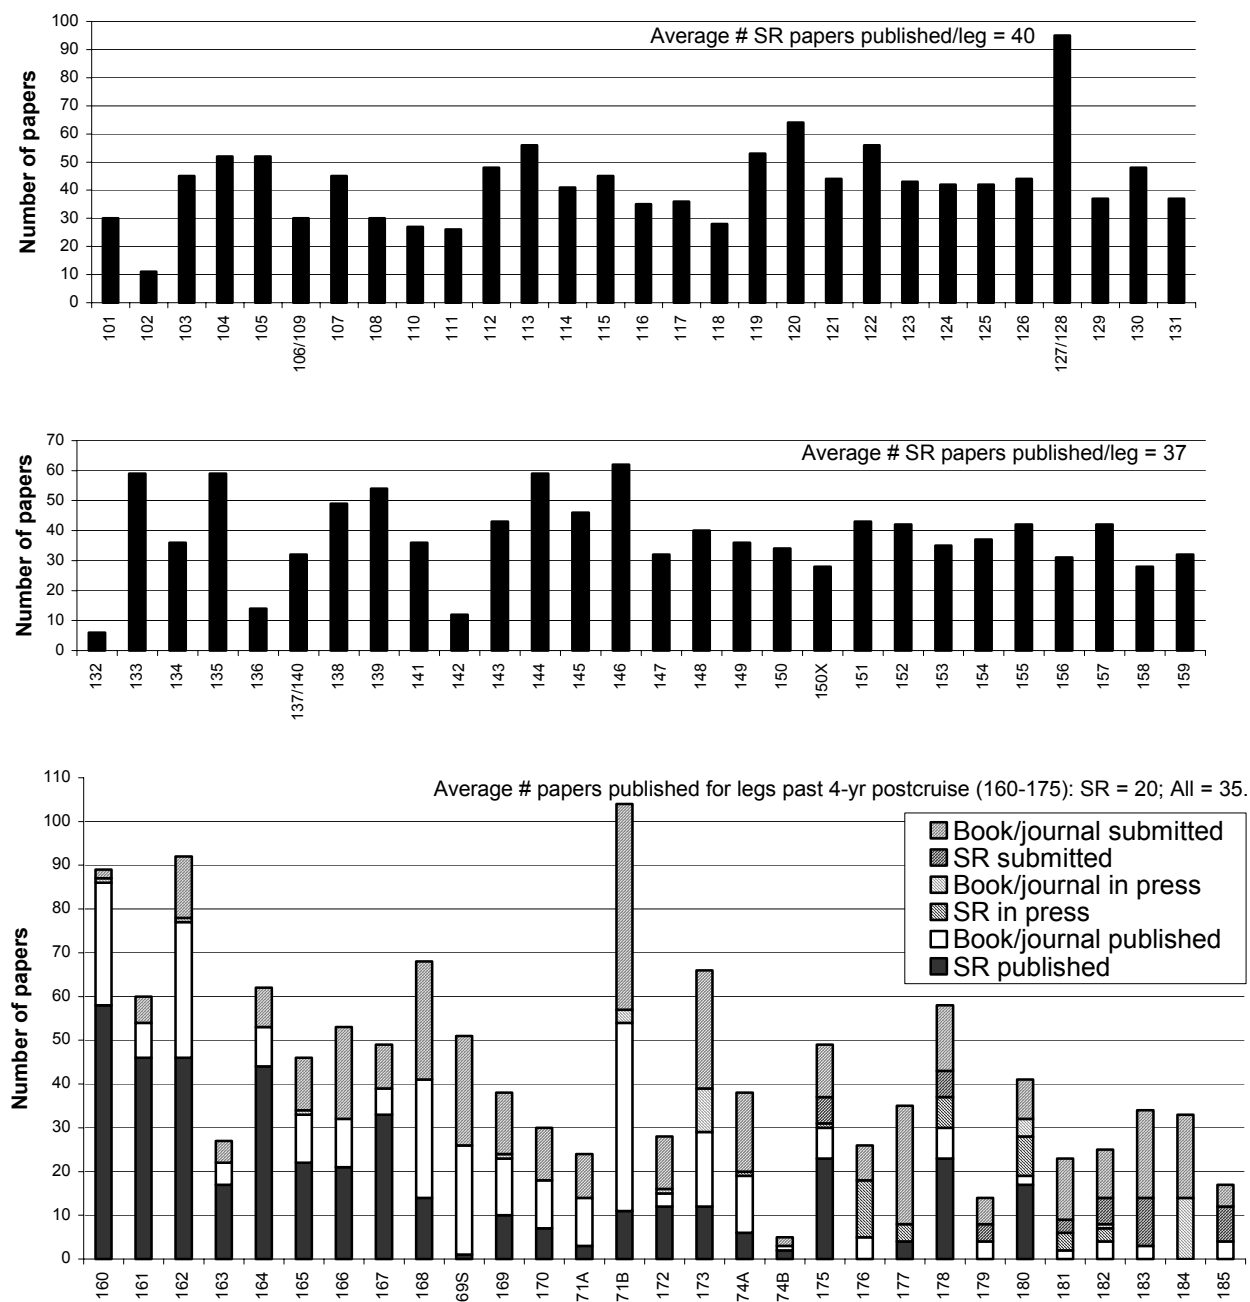 Average # SR papers published/leg = 40
Number of papers
100
90
80
70
60
50
40
30
20
10
0
101 102 103 104 105 106/109 107 108 110 111 112 113 114 115 116 117 118 119 120 121 122 123 124 125 126 127/128 129 130 131
Average # SR papers published/leg = 37
Number of papers
70
60
50
40
30
20
10
0
132 133 134 135 136 137/140 138 139 141 142 143 144 145 146 147 148 149 150 150X 151 152 153 154 155 156 157 158 159
Average # papers published for legs past 4-yr postcruise (160-175): SR = 20; All = 35.
Number of papers
110
100
90
80
70
60
50
40
30
20
10
0
Book/journal submitted
SR submitted
Book/journal in press
SR in press
Book/journal published
SR published
160 161 162 163 164 165 166 167 168 69S 169 170 71A 71B 172 173 74A 74B 175 176 177 178 179 180 181 182 183 184 185